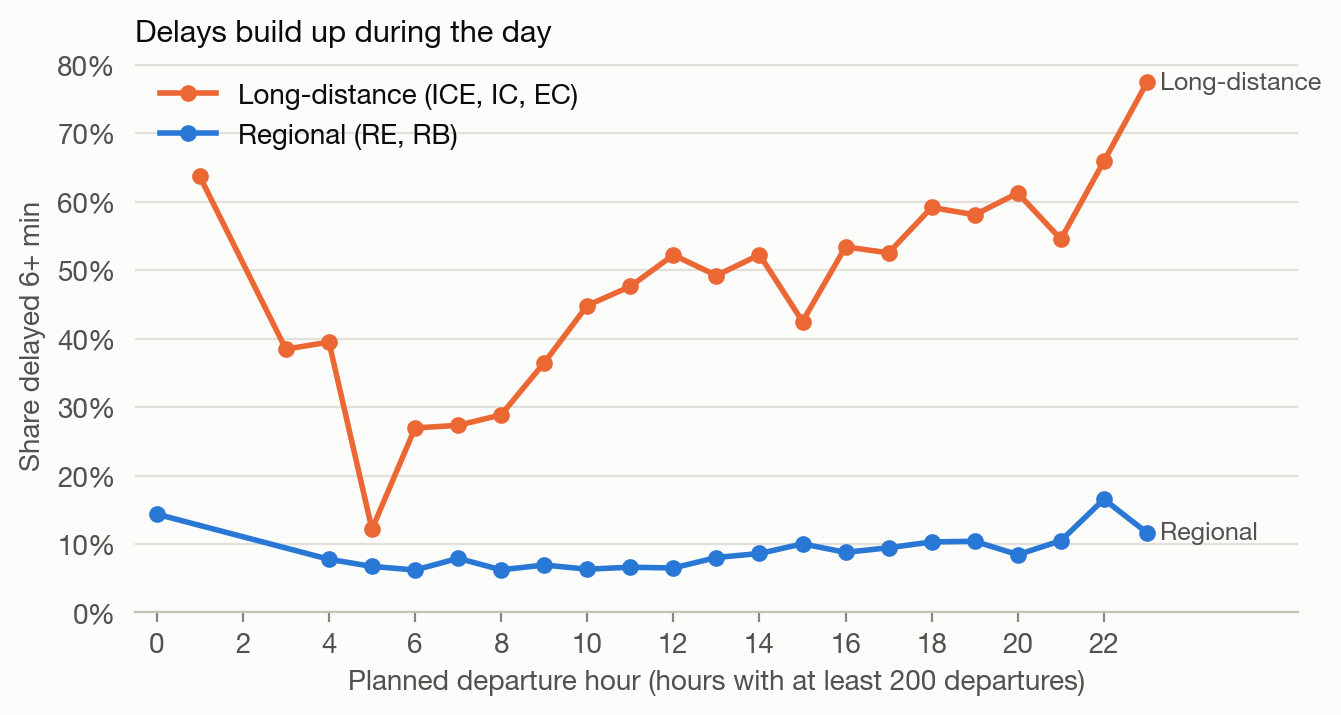 Delays build up during the day
80%
70%
60%
50%
40%
30%
20%
10%
0%
Share delayed 6+ min
Long-distance (ICE, IC, EC)
Regional (RE, RB)
Long-distance
Regional
0 2 4 6 8 10 12 14 16 18 20 22
Planned departure hour (hours with at least 200 departures)